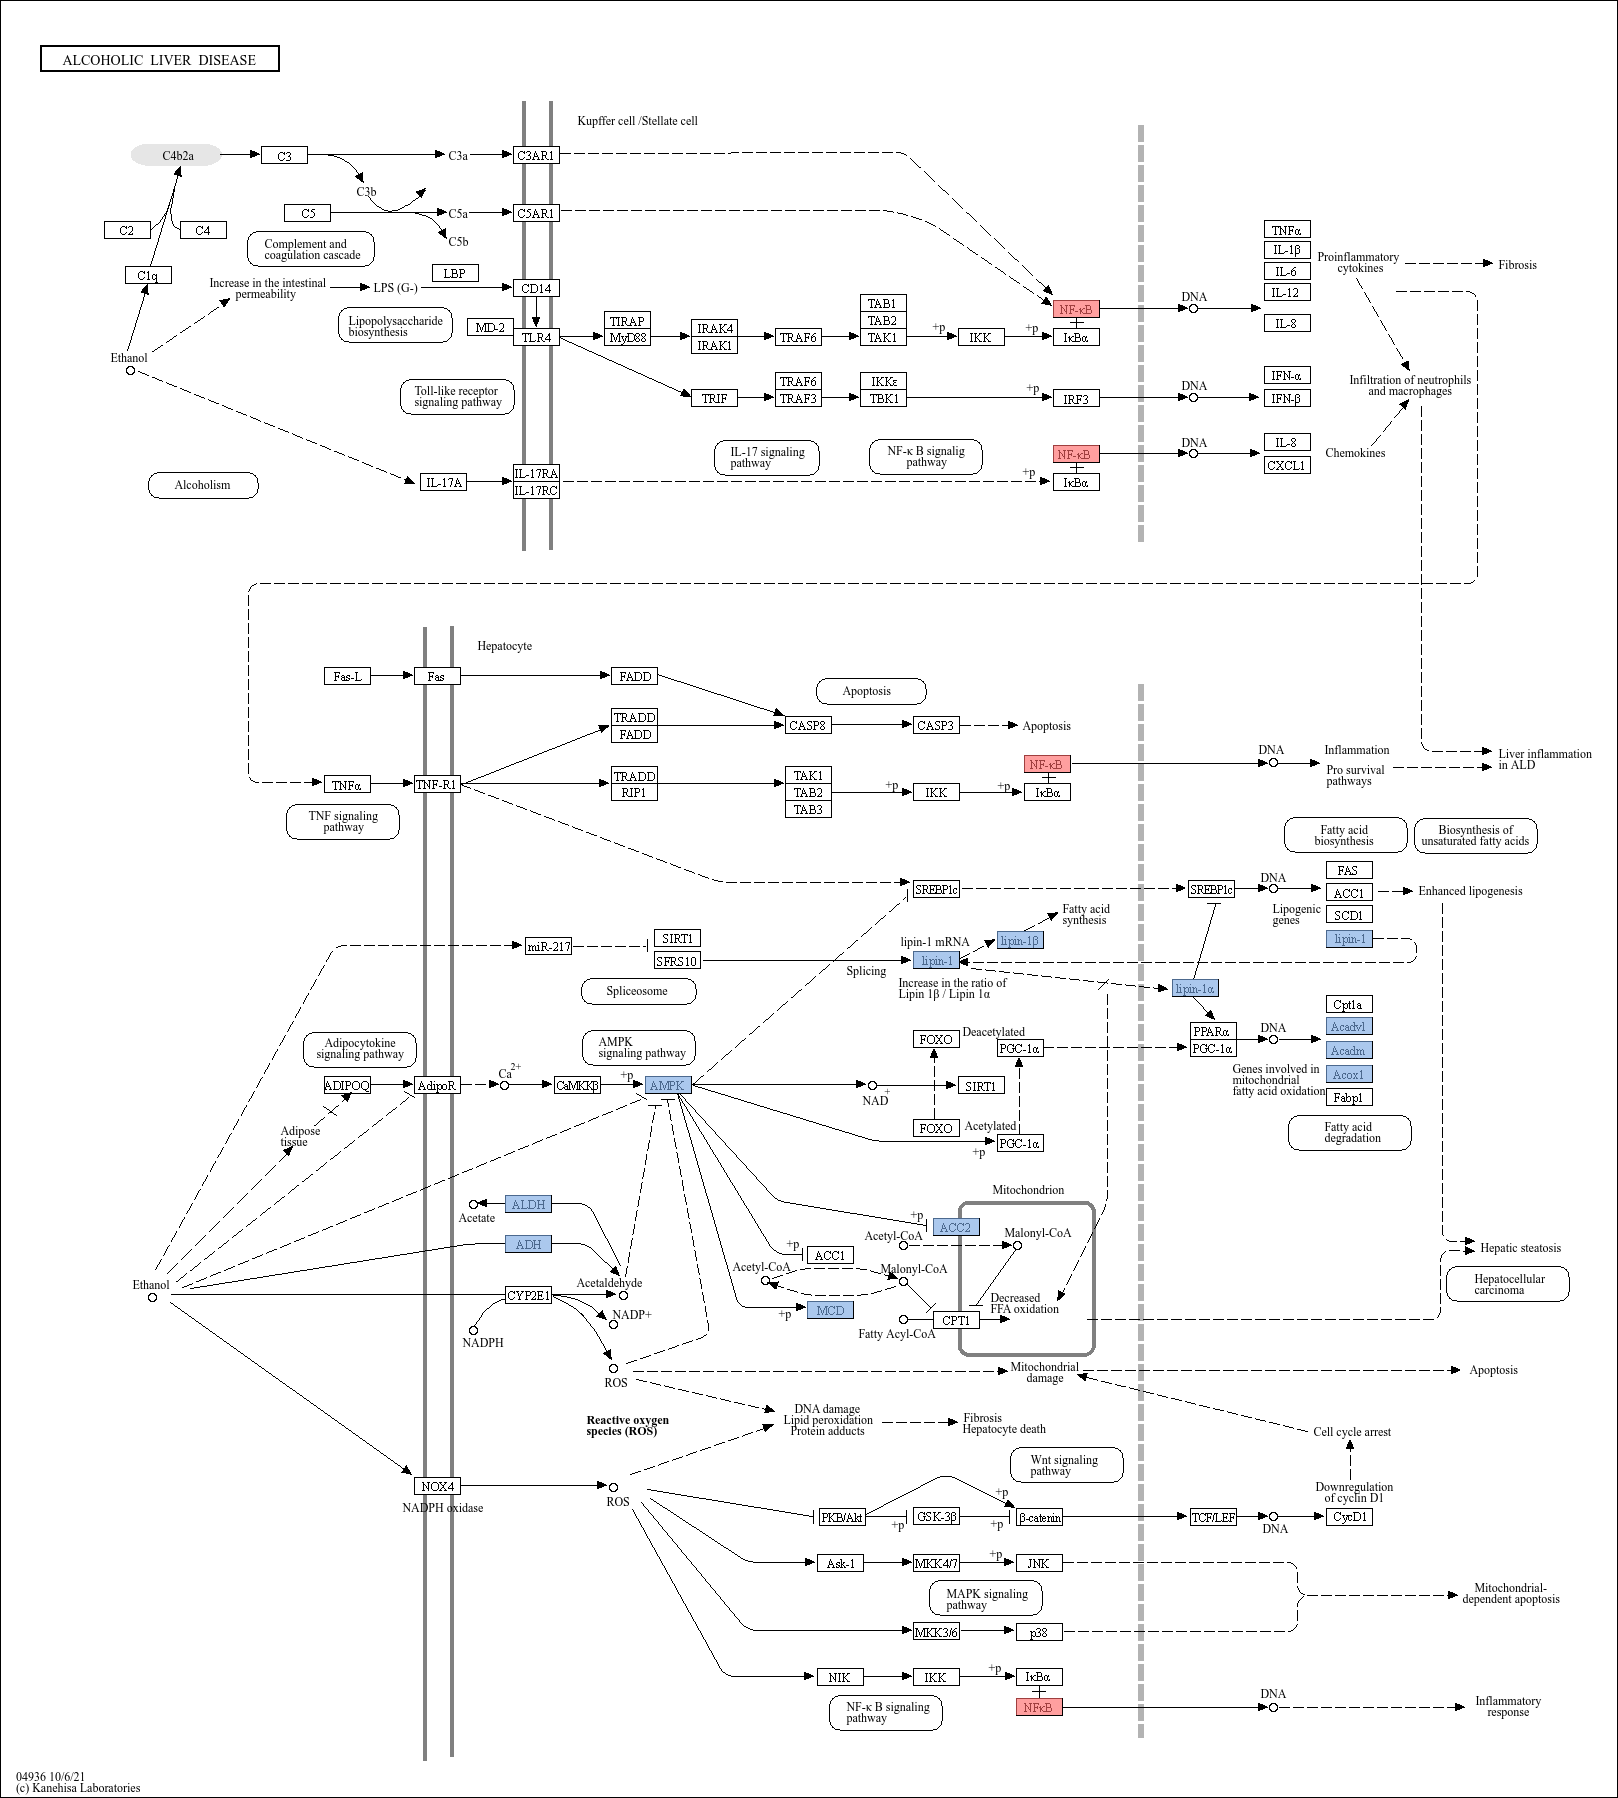 ALCOHOLIC LIVER DISEASE
Kupffer cell /Stellate cell
C4b2a
C3
C3a
C3AR1
C3b
C5
C5a
C5AR1
C5b
C2
C4
Complement and
coagulation cascade
C1q
LBP
Increase in the intestinal
permeability
LPS (G-)
CD14
Lipopolysaccharide
biosynthesis
MD-2
TLR4
TIRAP
MyD88
IRAK4
IRAK1
TRAF6
TAB1
TAB2
TAK1
+p
IKK
+p
NF-κB
IκBα
DNA
TNFα
IL-1β
IL-6
IL-12
IL-8
Proinflammatory
cytokines
Fibrosis
Ethanol
Toll-like receptor
signaling pathway
TRIF
TRAF6
TRAF3
IKKε
TBK1
+p
IRF3
DNA
IFN-α
IFN-β
Infiltration of neutrophils
and macrophages
IL-17 signaling
pathway
NF-κ B signalig
pathway
NF-κB
IκBα
+p
DNA
IL-8
CXCL1
Chemokines
Alcoholism
IL-17A
IL-17RA
IL-17RC
Hepatocyte
Fas-L
Fas
FADD
Apoptosis
TRADD
FADD
CASP8
CASP3
Apoptosis
TNFα
TNF-R1
TRADD
RIP1
TAK1
TAB2
TAB3
+p
IKK
+p
NF-κB
IκBα
DNA
Inflammation
Pro survival
pathways
Liver inflammation
in ALD
TNF signaling
pathway
Fatty acid
biosynthesis
Biosynthesis of
unsaturated fatty acids
SREBP1c
SREBP1c
DNA
Lipogenic
genes
FAS
ACC1
SCD1
lipin-1
Enhanced lipogenesis
miR-217
SIRT1
SFRS10
Spliceosome
Splicing
lipin-1 mRNA
lipin-1
lipin-1β
Fatty acid
synthesis
Increase in the ratio of
Lipin 1β / Lipin 1α
lipin-1α
Adipocytokine
signaling pathway
AMPK
signaling pathway
FOXO
Deacetylated
PGC-1α
PPARα
PGC-1α
DNA
Cpt1a
Acadvl
Acadm
Acox1
Fabp1
Genes involved in
mitochondrial
fatty acid oxidation
Fatty acid
degradation
ADIPOQ
AdipoR
Ca2+
CaMKKβ
+p
AMPK
NAD+
SIRT1
FOXO
Acetylated
PGC-1α
+p
Adipose
tissue
Mitochondrion
ALDH
Acetate
ADH
+p
ACC2
Acetyl-CoA
Malonyl-CoA
+p
ACC1
Acetyl-CoA
Malonyl-CoA
+p
MCD
Fatty Acyl-CoA
CPT1
Decreased
FFA oxidation
Hepatic steatosis
Hepatocellular
carcinoma
Ethanol
Acetaldehyde
CYP2E1
NADP+
NADPH
ROS
Mitochondrial
damage
Apoptosis
Reactive oxygen
species (ROS)
DNA damage
Lipid peroxidation
Protein adducts
Fibrosis
Hepatocyte death
Cell cycle arrest
Wnt signaling
pathway
Downregulation
of cyclin D1
NOX4
NADPH oxidase
ROS
PKB/Akt
+p
GSK-3β
+p
+p
β-catenin
TCF/LEF
DNA
CycD1
Ask-1
MKK4/7
+p
JNK
MAPK signaling
pathway
MKK3/6
p38
Mitochondrial-
dependent apoptosis
NIK
IKK
+p
IκBα
NFκB
NF-κ B signaling
pathway
DNA
Inflammatory
response
04936 10/6/21
(c) Kanehisa Laboratories